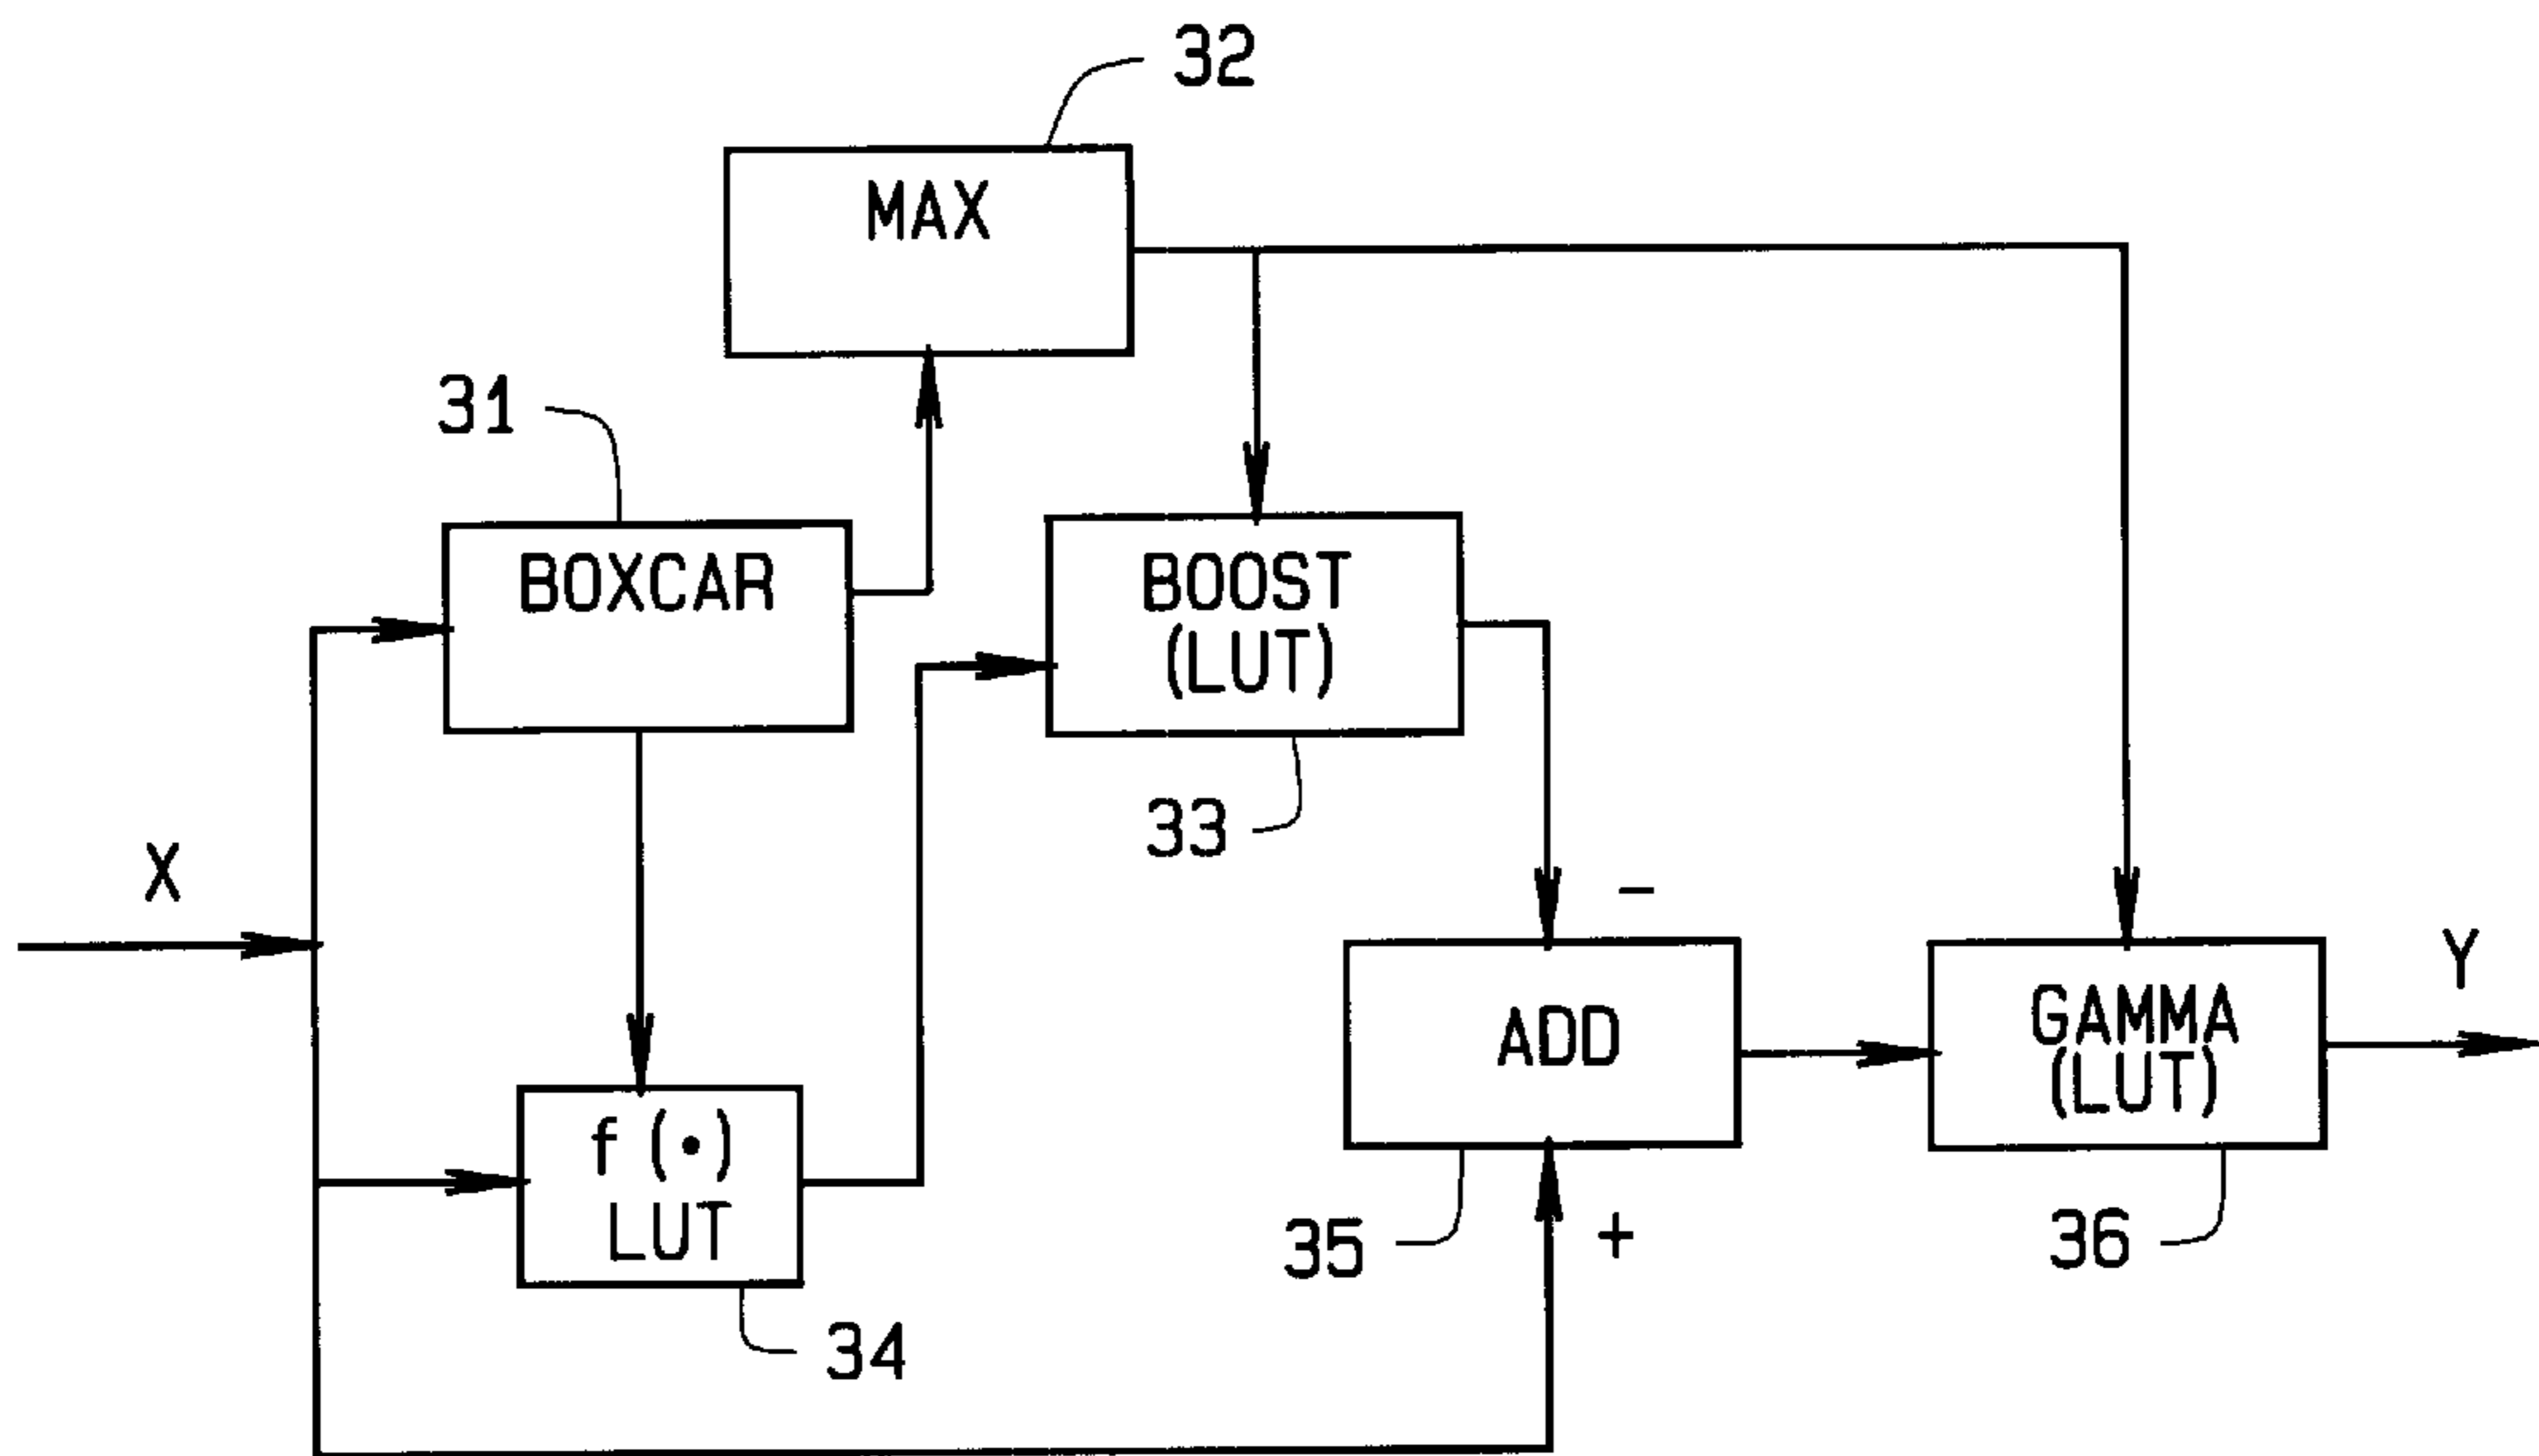 32
MAX
31
BOXCAR
BOOST
(LUT)
33
X
-
ADD
GAMMA
(LUT)
Y
f (•)
LUT
35
+
36
34